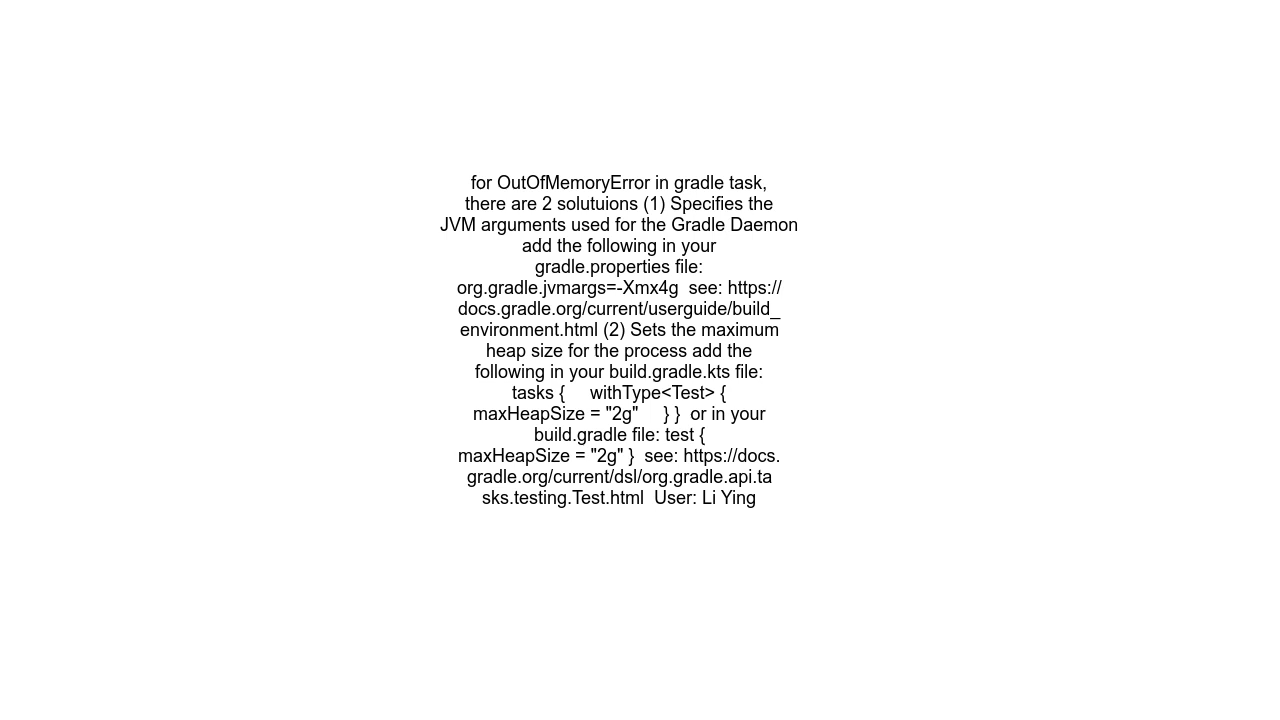 for OutOfMemoryError in gradle task,
there are 2 solutuions (1) Specifies the
JVM arguments used for the Gradle Daemon
add the following in your
gradle.properties file:
org.gradle.jvmargs=-Xmx4g  see: https://
docs.gradle.org/current/userguide/build_
environment.html (2) Sets the maximum
heap size for the process add the
following in your build.gradle.kts file:
tasks {     withType<Test> {
maxHeapSize = "2g"     } }  or in your
build.gradle file: test {
maxHeapSize = "2g" }  see: https://docs.
gradle.org/current/dsl/org.gradle.api.ta
sks.testing.Test.html  User: Li Ying